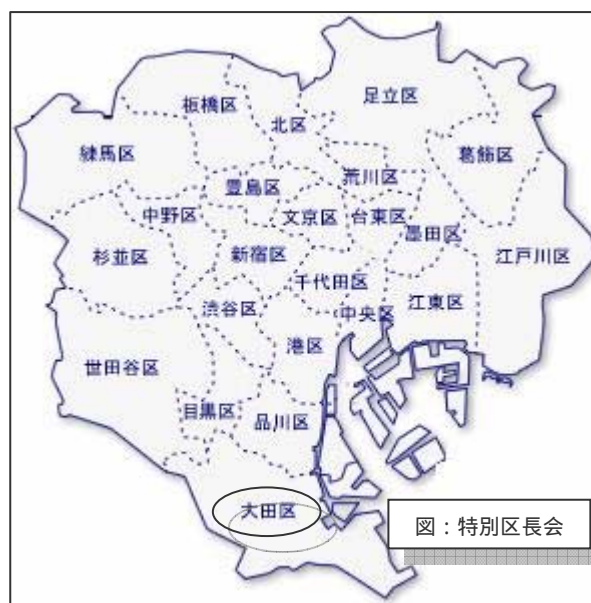 足立区
板橋区
北区
練馬区
葛飾区
荒川区
豊島区
中野区
文京区
台東区
墨田区
杉並区
新宿区
江戸川区
千代田区
渋谷区
中央区
江東区
港区
世田谷区
目黒区
品川区
大田区
図：特別区長会